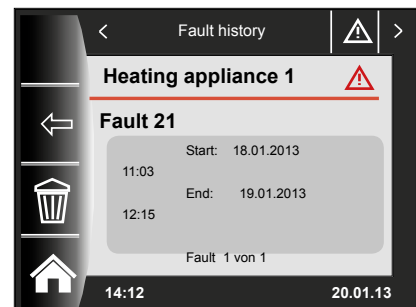 Fault history
Heating appliance 1
Fault 21
Start: 18.01.2013
11:03
End: 19.01.2013
12:15
Fault 1 von 1
14:12 20.01.13